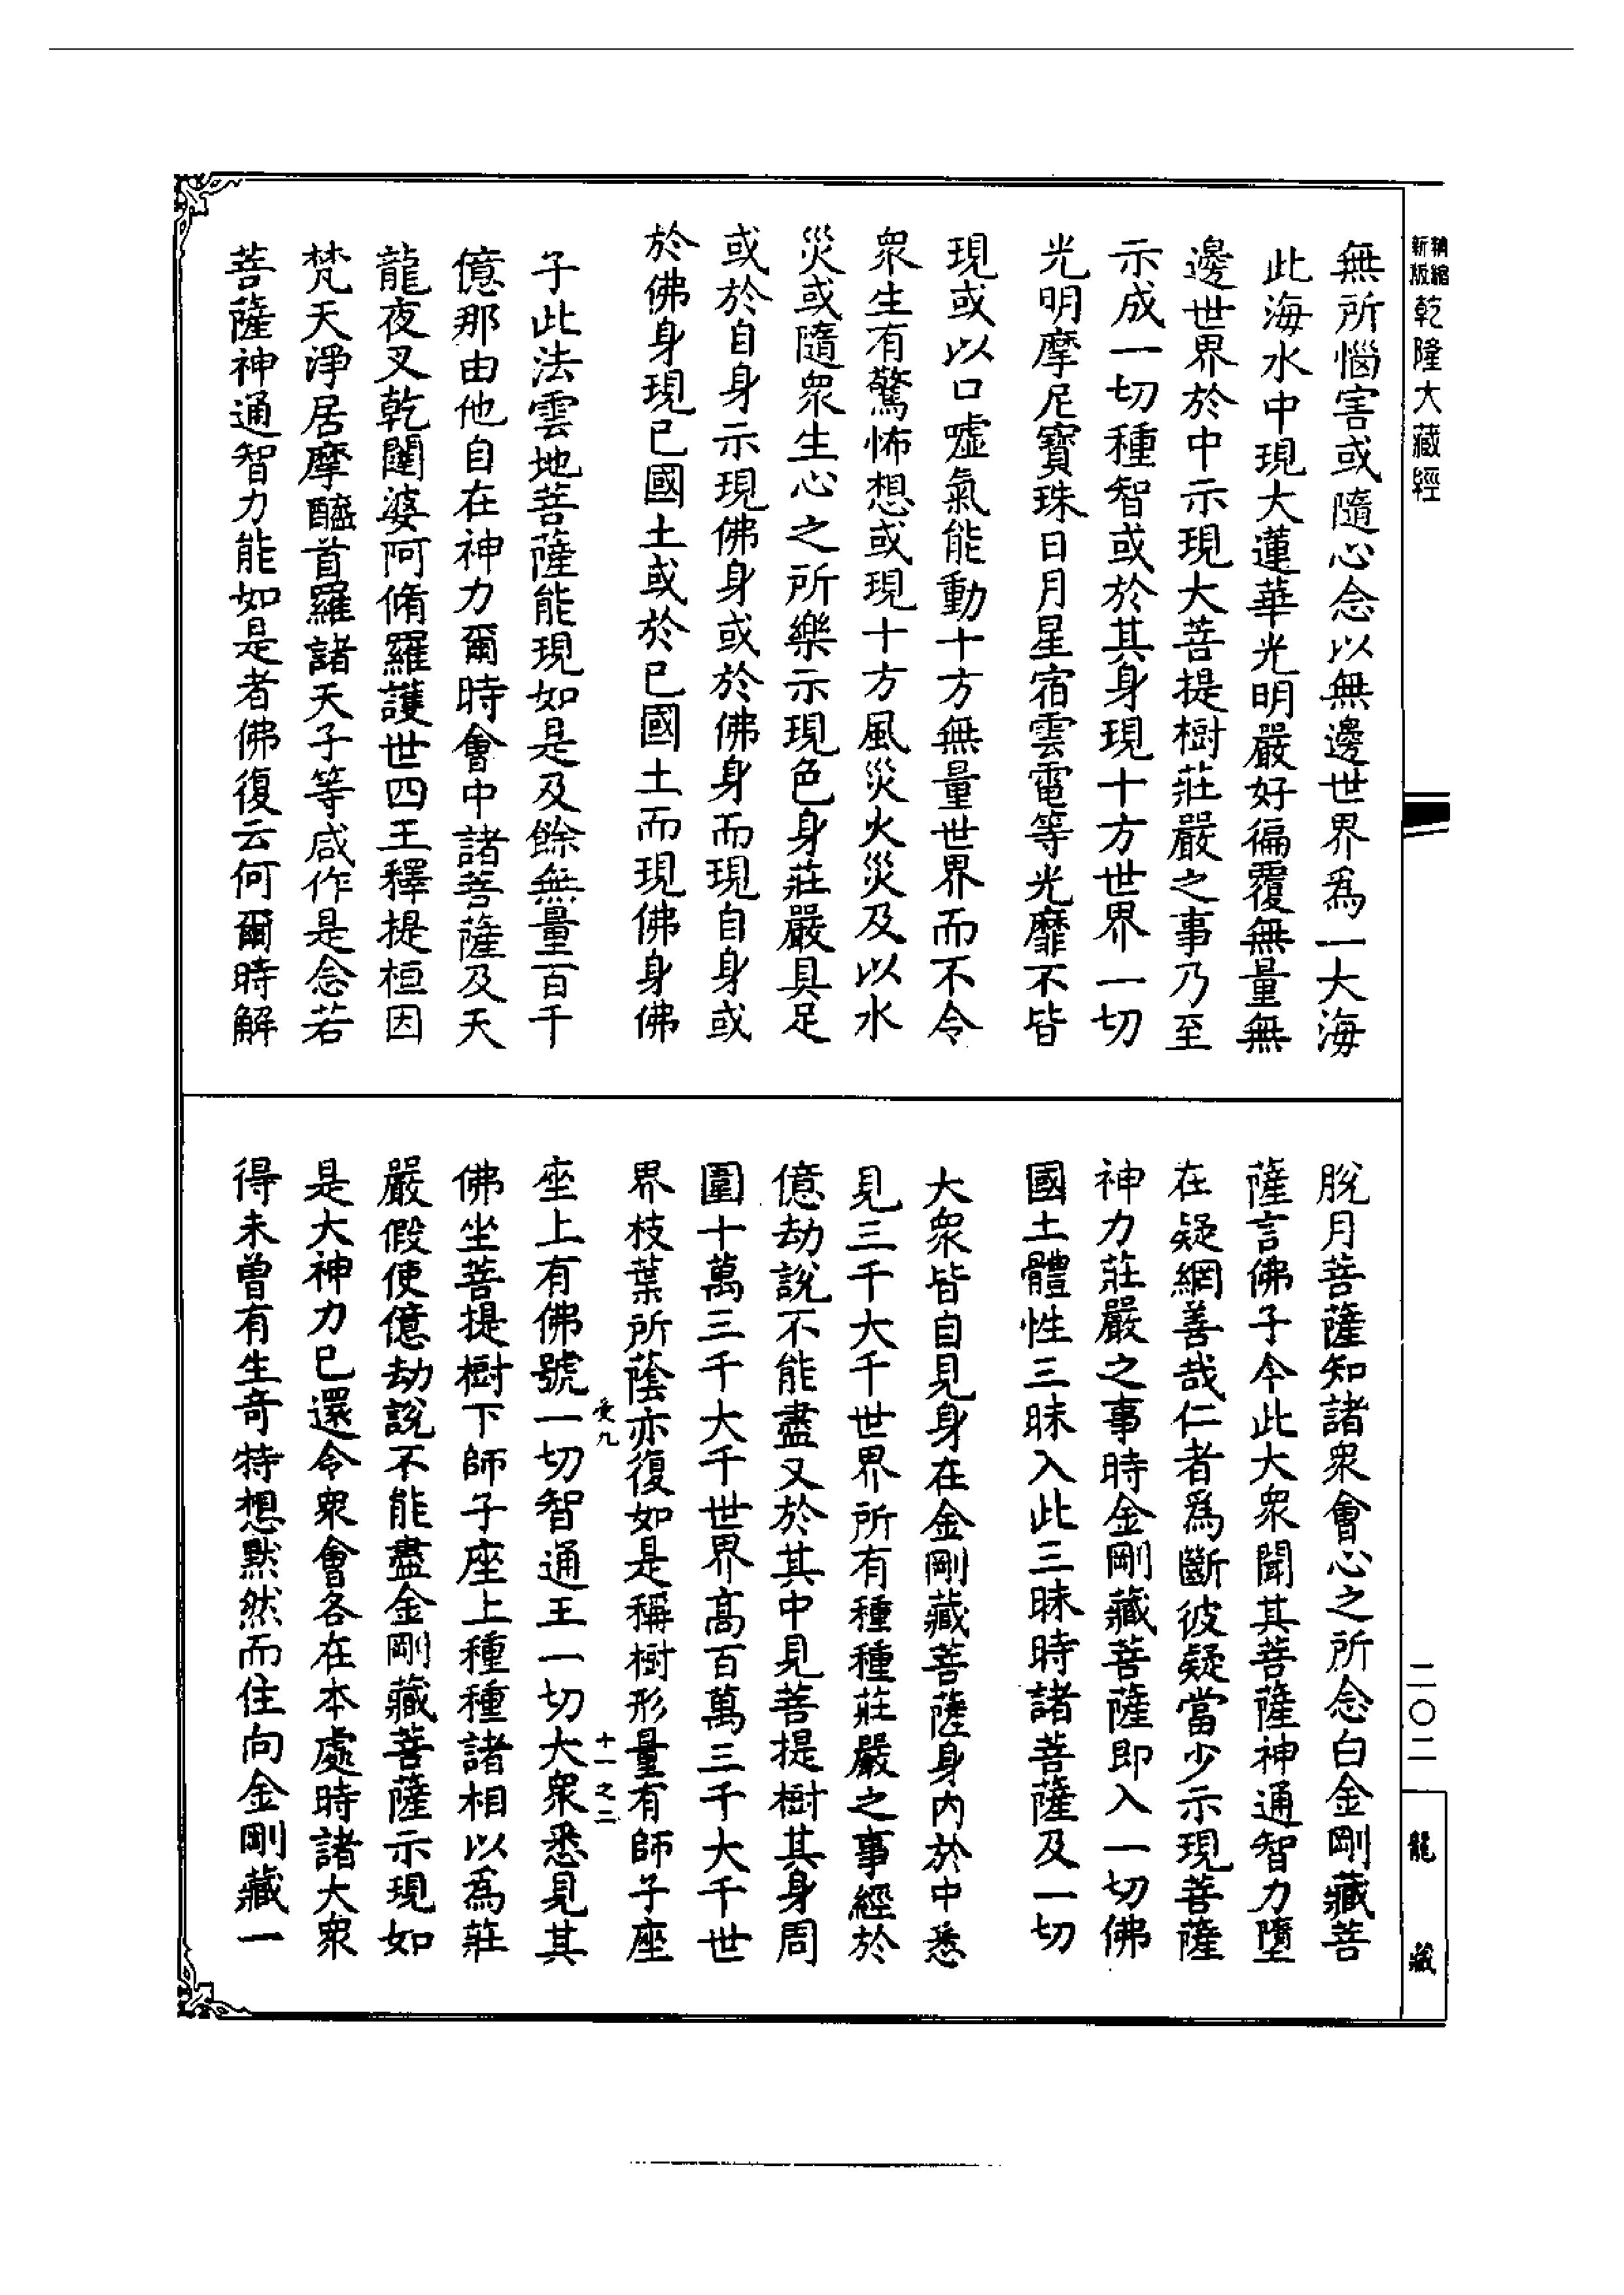 精縮新版乾隆大藏經
無所惱害或隨心念以無邊世界為一大海
此海水中現大蓮華光明嚴好徧覆無量無
邊世界於中示現大菩提樹莊嚴之事乃至
示成一切種智或於其身現十方世界一切
光明摩尼寶珠日月星宿雲電等光靡不皆
現或以口噓氣能動十方無量世界而不令
眾生有驚怖想或現十方風災火災及以水
災或隨眾生心之所樂示現色身莊嚴具足
或於自身示現佛身或於佛身而現自身或
於佛身現已國土或於已國土而現佛身佛
子此法雲地菩薩能現如是及餘無量百千
億那由他自在神力爾時會中諸菩薩及天
龍夜叉乾闥婆阿脩羅護世四王釋提桓因
梵天淨居摩醯首羅諸天子等咸作是念若
菩薩神通智力能如是者佛復云何爾時解
脫月菩薩知諸眾會心之所念白金剛藏菩
薩言佛子今此大眾聞其菩薩神通智力墮
在疑網善哉仁者為斷彼疑當少示現菩薩
神力莊嚴之事時金剛藏菩薩即入一切佛
國土體性三昧入此三昧時諸菩薩及一切
大眾皆自見身在金剛藏菩薩身內於中悉
見三千大千世界所有種種莊嚴之事經於
億劫說不能盡又於其中見菩提樹其身周
圍十萬三千大千世界高百萬三千大千世
界枝葉所蔭亦復如是稱樹形量有師子座
受九 十一之二
座上有佛號一切智通王一切大眾悉見其
佛坐菩提樹下師子座上種種諸相以為莊
嚴假使億劫說不能盡金剛藏菩薩示現如
是大神力已還令眾會各在本處時諸大眾
得未曾有生奇特想默然而住向金剛藏一
二〇二
龍藏